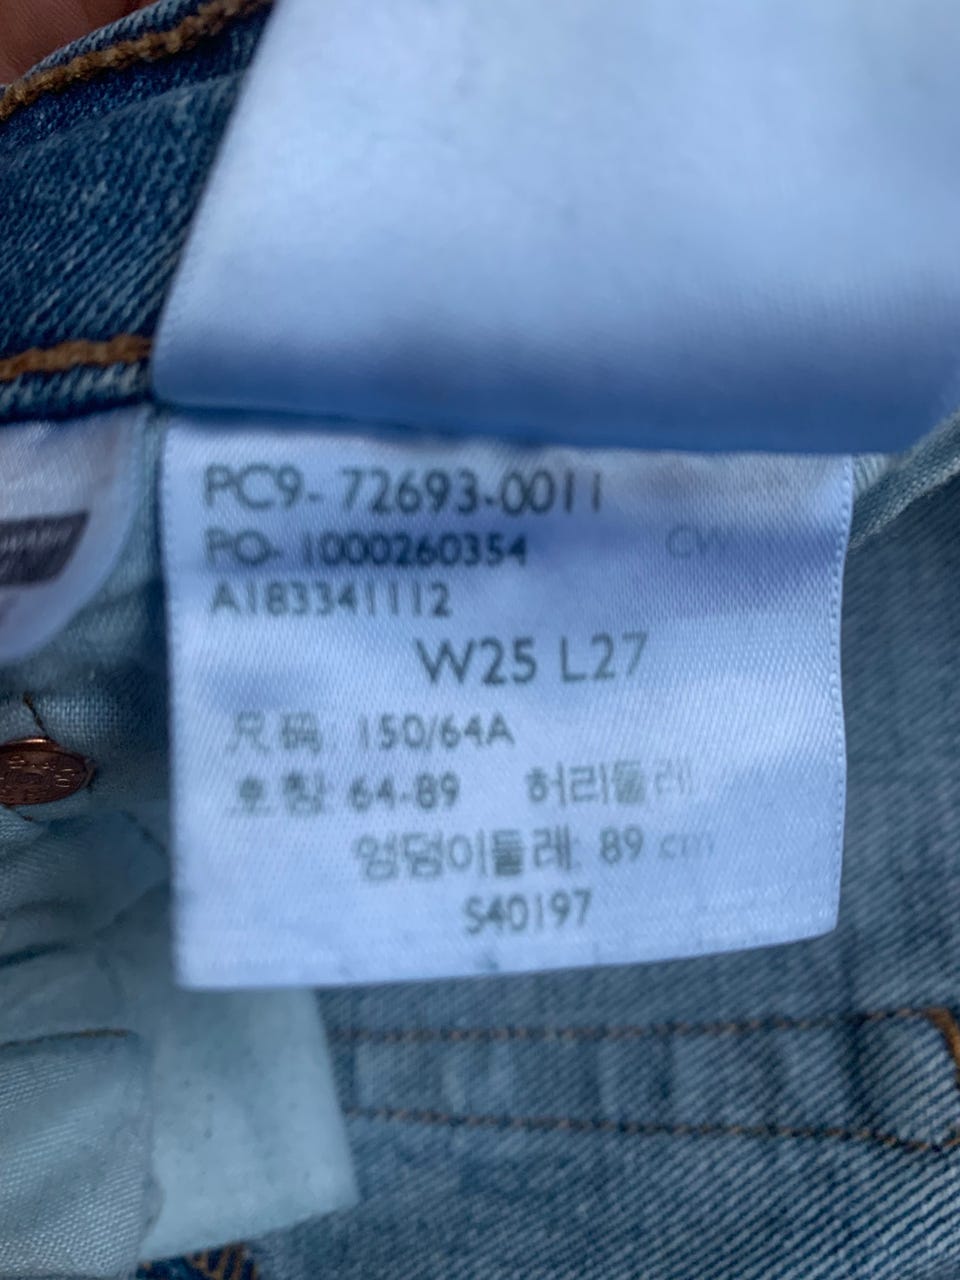 PC9- 72693-0011
PO- 1000260354 CW
A183341112
W25 L27
尺码: 150/64A
호칭: 64-89 허리둘레
엉덩이둘레: 89 cm
S40197